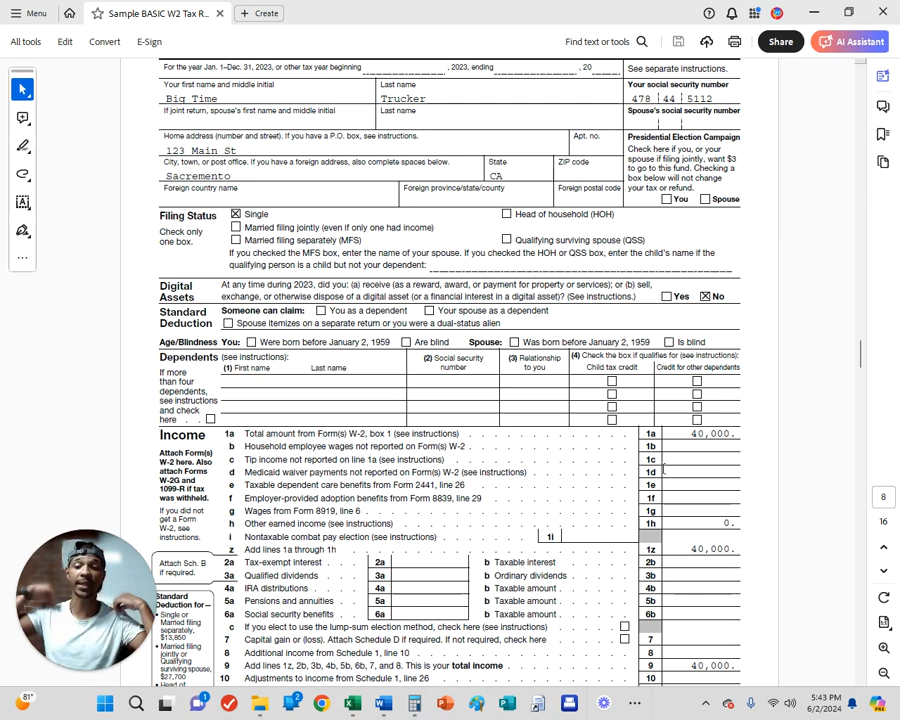 Menu
Sample BASIC W2 Tax R...
Create
All tools
Edit
Convert
E-Sign
Find text or tools
Share
AI Assistant
For the year Jan. 1–Dec. 31, 2023, or other tax year beginning , 2023, ending , 20
See separate instructions.
Your first name and middle initial
Last name
Your social security number
Big Time
Trucker
478 44 5112
If joint return, spouse's first name and middle initial
Last name
Spouse's social security number
Home address (number and street). If you have a P.O. box, see instructions.
Apt. no.
123 Main St
City, town, or post office. If you have a foreign address, also complete spaces below.
State
ZIP code
Sacremento
CA
Foreign country name
Foreign province/state/county
Foreign postal code
Presidential Election Campaign
Check here if you, or your
spouse if filing jointly, want $3
to go to this fund. Checking a
box below will not change
your tax or refund.
You Spouse
Filing Status
Check only
one box.
Single
Head of household (HOH)
Married filing jointly (even if only one had income)
Married filing separately (MFS)
Qualifying surviving spouse (QSS)
If you checked the MFS box, enter the name of your spouse. If you checked the HOH or QSS box, enter the child's name if the
qualifying person is a child but not your dependent:
Digital
Assets
At any time during 2023, did you: (a) receive (as a reward, award, or payment for property or services); or (b) sell,
exchange, or otherwise dispose of a digital asset (or a financial interest in a digital asset)? (See instructions.)
Yes No
Standard
Deduction
Someone can claim: You as a dependent Your spouse as a dependent
Spouse itemizes on a separate return or you were a dual-status alien
Age/Blindness You: Were born before January 2, 1959 Are blind Spouse: Was born before January 2, 1959 Is blind
Dependents (see instructions):
(1) First name Last name
(2) Social security
number
(3) Relationship
to you
(4) Check the box if qualifies for (see instructions):
Child tax credit
Credit for other dependents
If more
than four
dependents,
see instructions
and check
here . .
Income
Attach Form(s)
W-2 here. Also
attach Forms
W-2G and
1099-R if tax
was withheld.
If you did not
get a Form
W-2, see
instructions.
1a Total amount from Form(s) W-2, box 1 (see instructions) 1a 40,000.
b Household employee wages not reported on Form(s) W-2 1b
c Tip income not reported on line 1a (see instructions) 1c
d Medicaid waiver payments not reported on Form(s) W-2 (see instructions) 1d
e Taxable dependent care benefits from Form 2441, line 26 1e
f Employer-provided adoption benefits from Form 8839, line 29 1f
g Wages from Form 8919, line 6 1g
h Other earned income (see instructions) 1h 0.
i Nontaxable combat pay election (see instructions) 1i
z Add lines 1a through 1h 1z 40,000.
Attach Sch. B
if required.
2a Tax-exempt interest 2a b Taxable interest 2b
3a Qualified dividends 3a b Ordinary dividends 3b
4a IRA distributions 4a b Taxable amount 4b
5a Pensions and annuities 5a b Taxable amount 5b
6a Social security benefits 6a b Taxable amount 6b
c If you elect to use the lump-sum election method, check here (see instructions)
7 Capital gain or (loss). Attach Schedule D if required. If not required, check here 7
8 Additional income from Schedule 1, line 10 8
9 Add lines 1z, 2b, 3b, 4b, 5b, 6b, 7, and 8. This is your total income 9 40,000.
10 Adjustments to income from Schedule 1, line 26 10
Standard
Deduction for—
• Single or
Married filing
separately,
$13,850
• Married filing
jointly or
Qualifying
surviving spouse,
$27,700
• Head of
8
16
81°
5:43 PM
6/2/2024